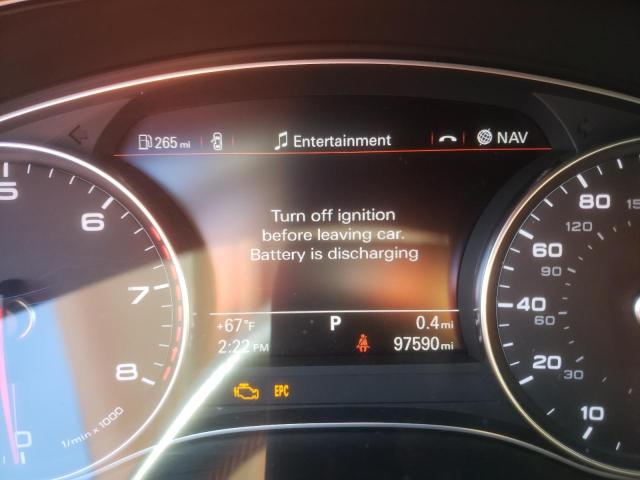 265 mi Entertainment NAV
Turn off ignition
before leaving car.
Battery is discharging
+67°F P 0.4 mi
2:22 PM 97590 mi
EPC
5
6
7
8
0
1/min x 1000
80
120
60
90
40
60
20
30
10